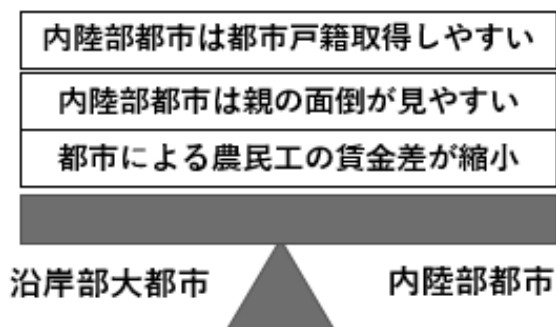 内陸部都市は都市戸籍取得しやすい
内陸部都市は親の面倒が見やすい
都市による農民工の賃金差が縮小
沿岸部大都市 内陸部都市